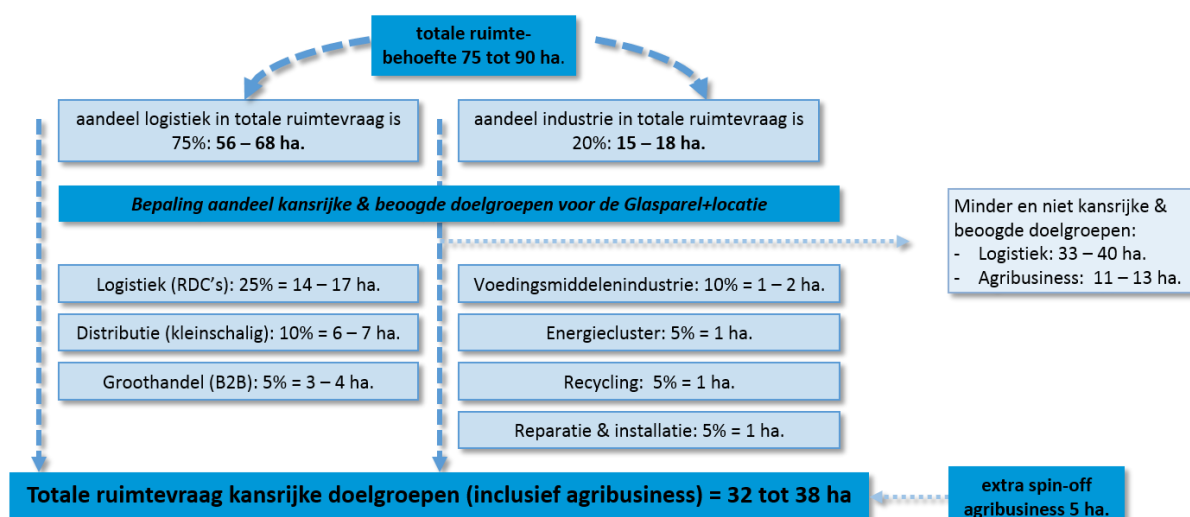 totale ruimte-
behoefte 75 tot 90 ha.
aandeel logistiek in totale ruimtevraag is
75%: 56 – 68 ha.
aandeel industrie in totale ruimtevraag is
20%: 15 – 18 ha.
Bepaling aandeel kansrijke & beoogde doelgroepen voor de Glasparel+locatie
Minder en niet kansrijke &
beoogde doelgroepen:
- Logistiek: 33 – 40 ha.
- Agribusiness: 11 – 13 ha.
Logistiek (RDC's): 25% = 14 – 17 ha.
Distributie (kleinschalig): 10% = 6 – 7 ha.
Groothandel (B2B): 5% = 3 – 4 ha.
Voedingsmiddelenindustrie: 10% = 1 – 2 ha.
Energiecluster: 5% = 1 ha.
Recycling: 5% = 1 ha.
Reparatie & installatie: 5% = 1 ha.
Totale ruimtevraag kansrijke doelgroepen (inclusief agribusiness) = 32 tot 38 ha
extra spin-off
agribusiness 5 ha.